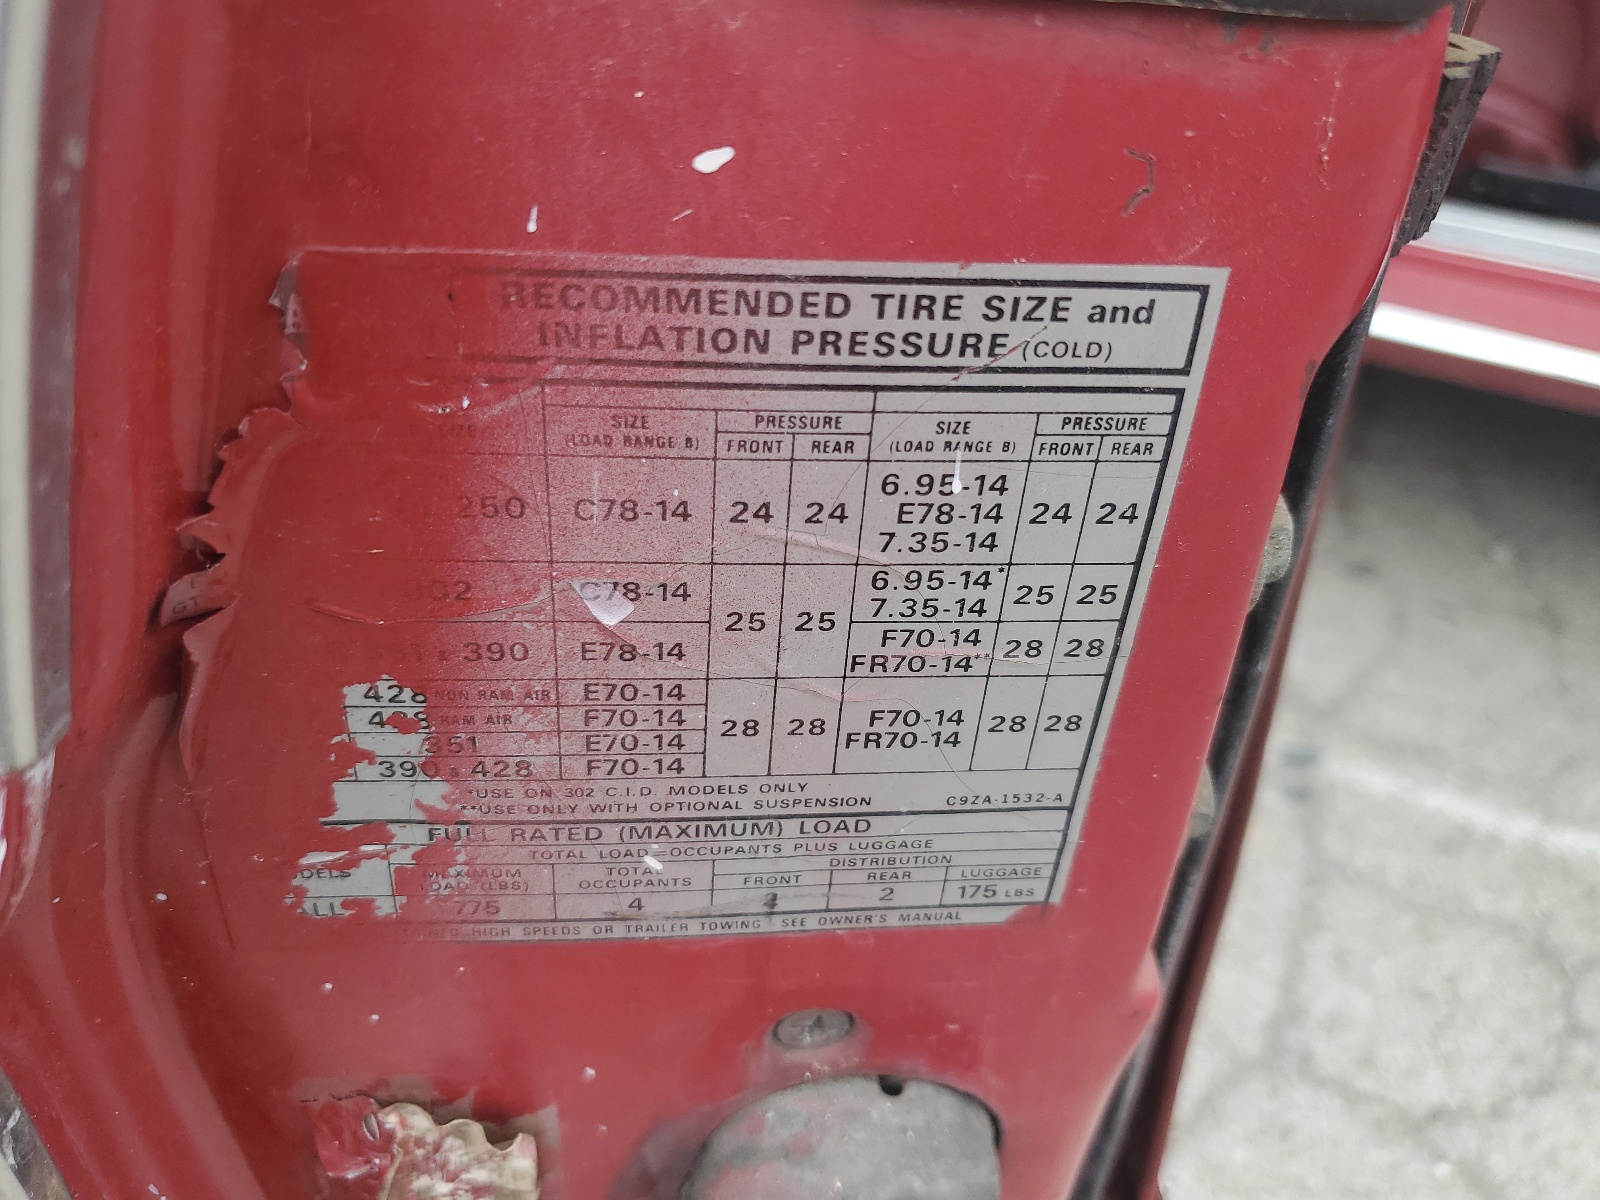 RECOMMENDED TIRE SIZE and
INFLATION PRESSURE (COLD)
SIZE PRESSURE SIZE PRESSURE
(LOAD RANGE B) FRONT REAR (LOAD RANGE B) FRONT REAR
6.95-14
250 C78-14 24 24 E78-14 24 24
7.35-14
02 C78-14 25 25 6.95-14* 25 25
7.35-14
390 E78-14 F70-14 28 28
FR70-14**
428 NON RAM AIR E70-14
428 RAM AIR F70-14 28 28 F70-14 28 28
351 E70-14 FR70-14
390 & 428 F70-14
*USE ON 302 C.I.D. MODELS ONLY
**USE ONLY WITH OPTIONAL SUSPENSION C9ZA-1532-A
FULL RATED (MAXIMUM) LOAD
TOTAL LOAD-OCCUPANTS PLUS LUGGAGE
DELS MAXIMUM TOTAL DISTRIBUTION
LOAD (LBS) OCCUPANTS FRONT REAR LUGGAGE
ALL 775 4 2 175 LBS
HIGH SPEEDS OR TRAILER TOWING SEE OWNER'S MANUAL
GT